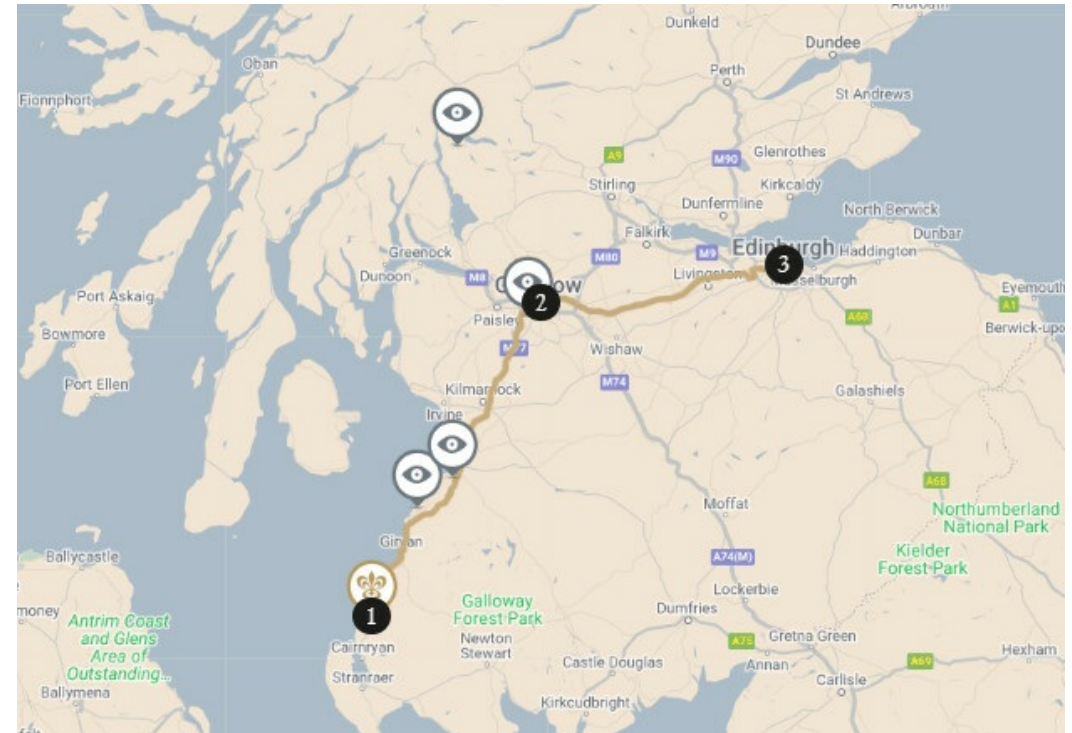 Arbroath
Dunkeld
Dundee
Oban
Perth
Fionnphort
St Andrews
A9
M90
Glenrothes
Stirling
Kirkcaldy
Dunfermline
North Berwick
Falkirk
Dunbar
Edinburgh
Haddington
Greenock
M80
M9
3
Dunoon
M8
Livingston
Musselburgh
Port Askaig
2
Eyemouth
A1
Paisley
A68
Bowmore
Berwick-upo
M77
Wishaw
Port Ellen
Kilmarnock
M74
Galashiels
Irvine
A68
Moffat
Northumberland
National Park
Girvan
Ballycastle
A74(M)
Kielder
Forest Park
Lockerbie
money
1
Galloway
Forest Park
Dumfries
Antrim Coast
and Glens
Area of
Outstanding...
Cairnryan
Newton
Stewart
A75
Gretna Green
Hexham
Stranraer
Castle Douglas
Annan
A69
Ballymena
Carlisle
Kirkcudbright